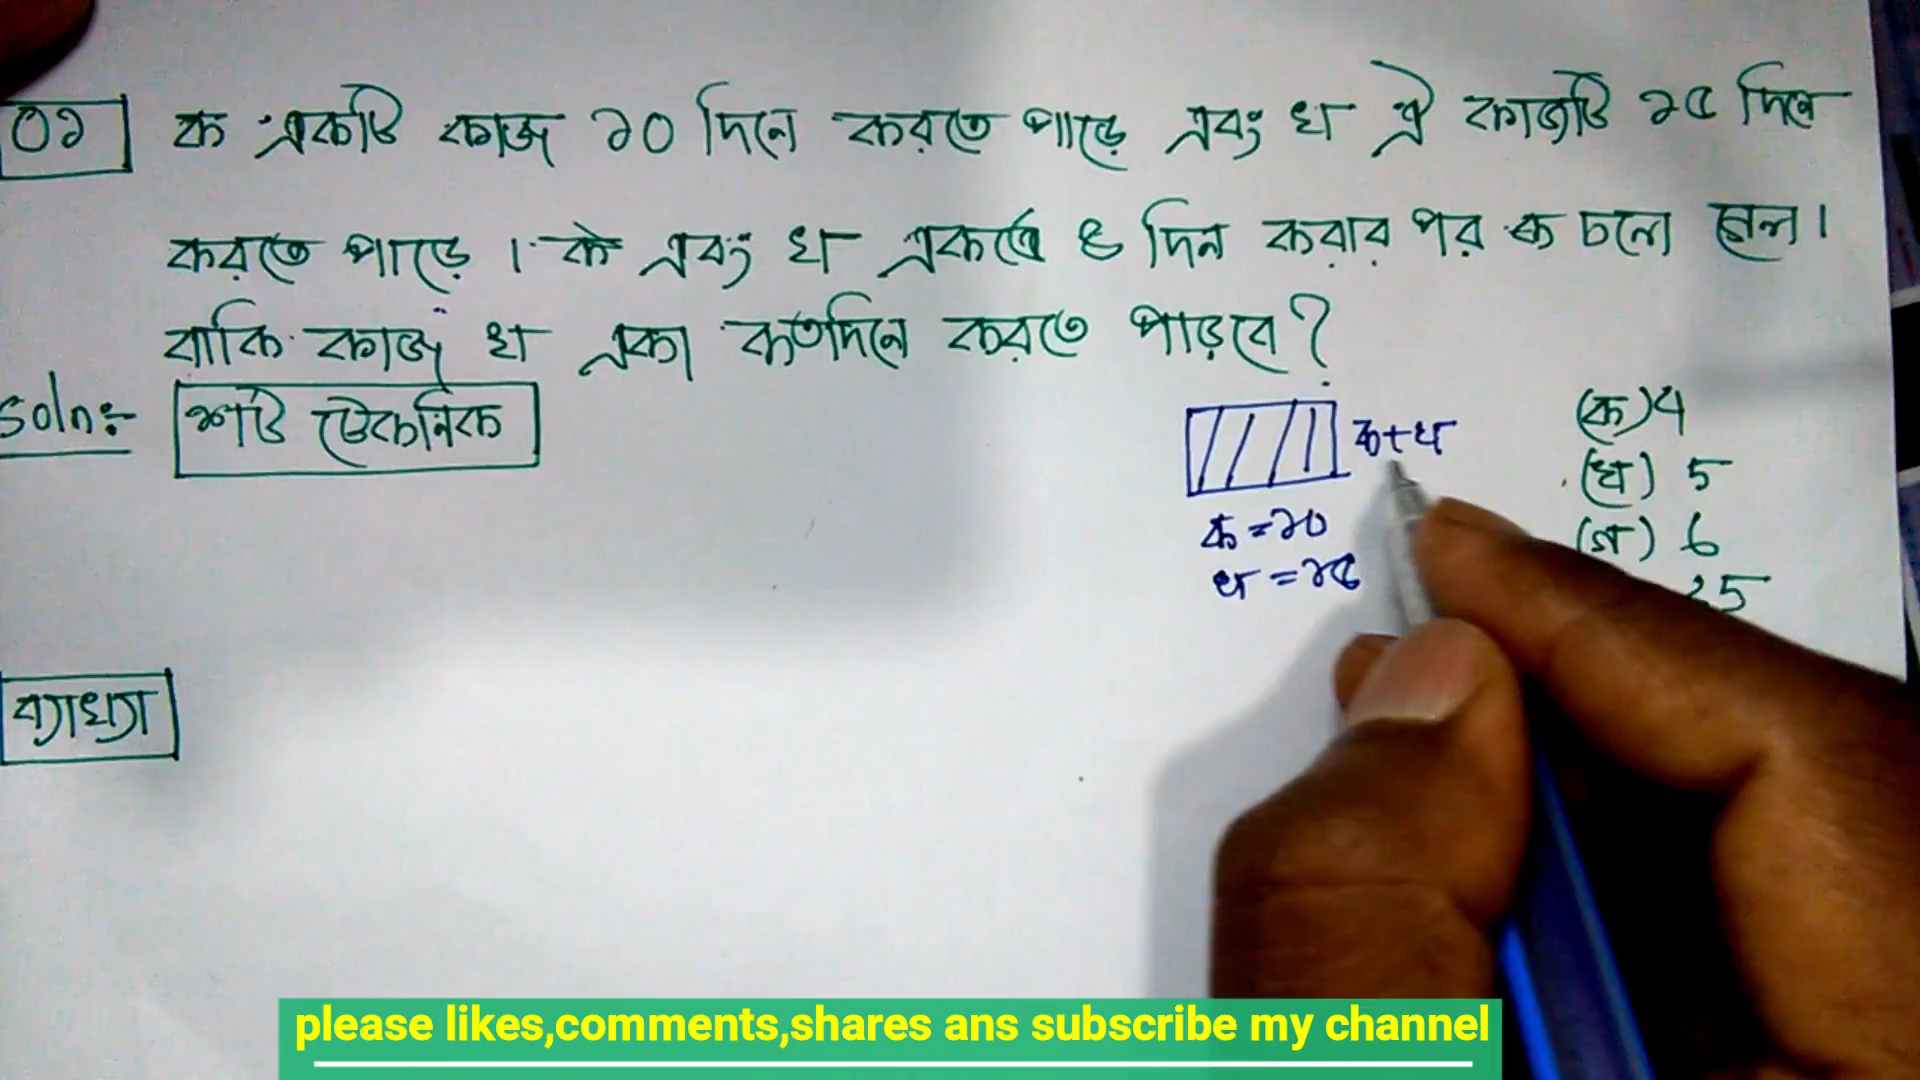 ০১ ক একটি কাজ ১০ দিনে করতে পাড়ে এবং খ ঐ কাজটি ১৫ দিনে
করতে পাড়ে। ক এবং খ একত্রে ৪ দিন করার পর ক চলে গেল।
বাকি কাজ খ একা কতদিনে করতে পাড়বে?
Soln:- শর্ট টেকনিক
ক+খ
ক = ১০
খ = ১৫
(ক) 4
(খ) 5
(গ) 6
5
ব্যাখ্যা
please likes,comments,shares ans subscribe my channel